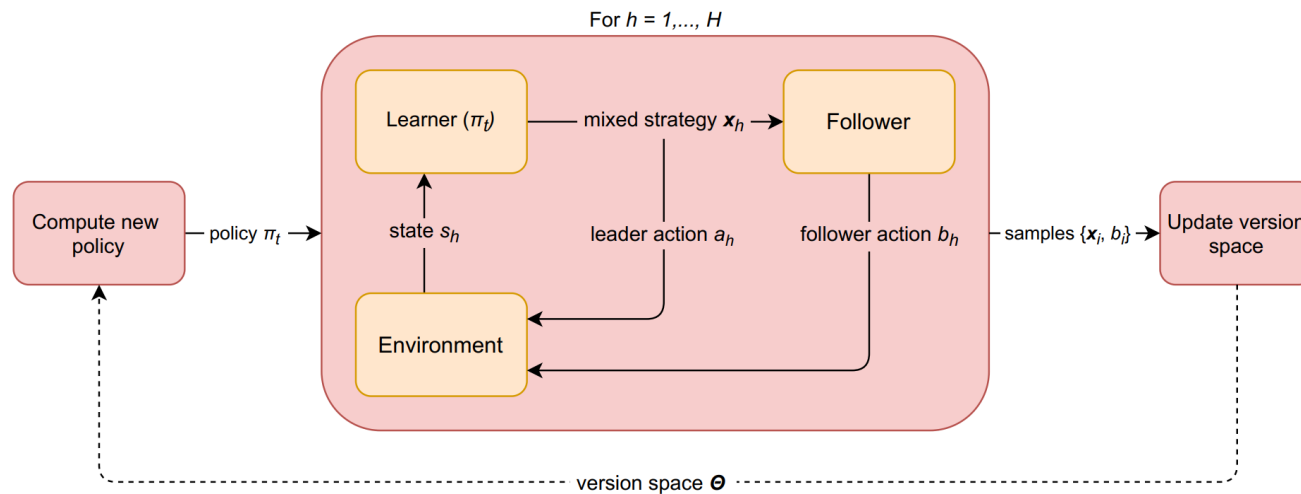 For h = 1,..., H
Learner (π_t)
mixed strategy x_h
Follower
Compute new
policy
policy π_t
state s_h
leader action a_h
follower action b_h
samples {x_i, b_i}
Update version
space
Environment
version space Θ